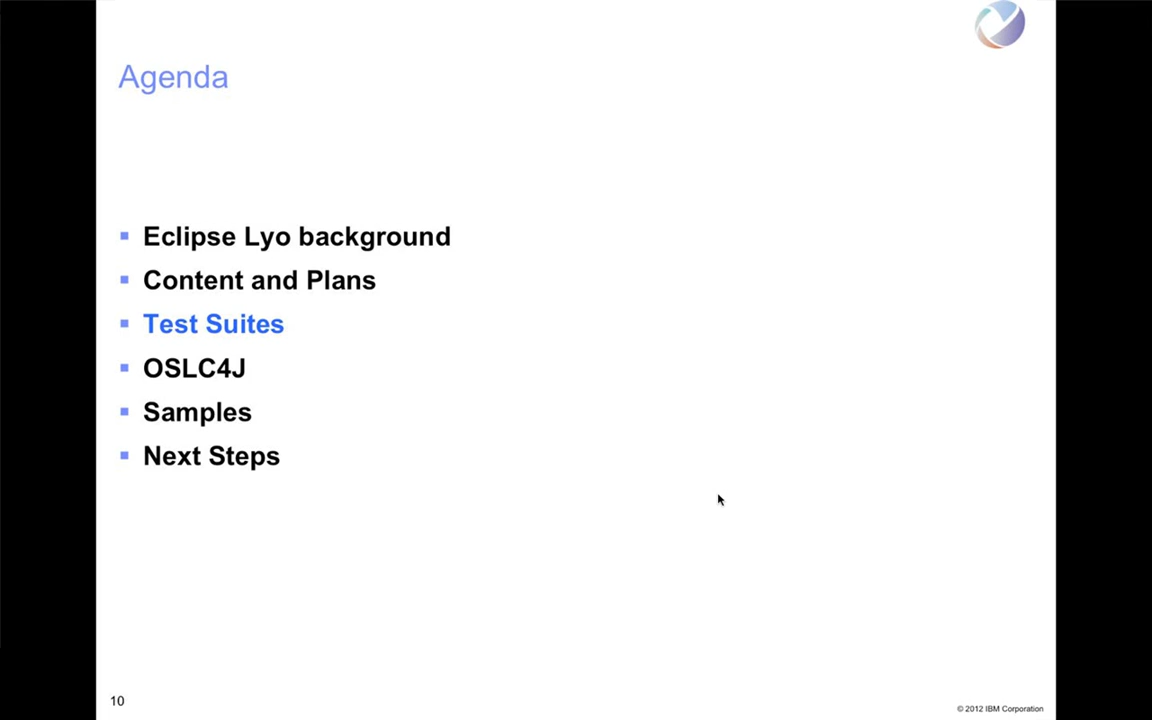 Agenda
Eclipse Lyo background
Content and Plans
Test Suites
OSLC4J
Samples
Next Steps
10
© 2012 IBM Corporation